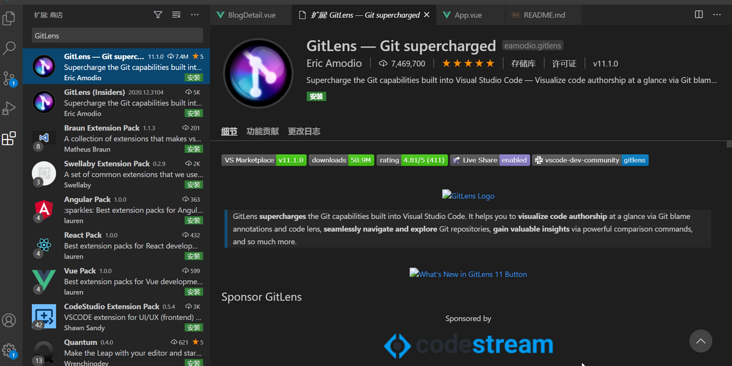 扩展: 商店
GitLens
GitLens — Git superc... 11.1.0 7.4M 5
Supercharge the Git capabilities built int...
Eric Amodio 安装
GitLens (Insiders) 2020.12.3104 5K
Supercharge the Git capabilities built int...
Eric Amodio 安装
Braun Extension Pack 1.1.3 201
A collection of extensions that makes vs...
Matheus Braun 安装
8
Swellaby Extension Pack 0.2.9 2K
A set of common extensions that we use...
Swellaby 安装
3
Angular Pack 1.0.0 363
:sparkles: Best extension packs for Angul...
lauren 安装
4
React Pack 1.0.0 432
Best extension packs for React develop...
lauren 安装
4
Vue Pack 1.0.0 599
Best extension packs for Vue developme...
lauren 安装
4
CodeStudio Extension Pack 0.5.4 3K
VSCODE extension for UI/UX (frontend) ...
Shawn Sandy 安装
42
Quantum 0.4.0 621 5
Make the Leap with your editor and star...
Wrenchingdev 安装
13
1
1
BlogDetail.vue
扩展: GitLens — Git supercharged
App.vue
README.md
GitLens — Git supercharged eamodio.gitlens
Eric Amodio 7,469,700 存储库 许可证 v11.1.0
Supercharge the Git capabilities built into Visual Studio Code — Visualize code authorship at a glance via Git blam...
安装
细节 功能贡献 更改日志
VS Marketplace v11.1.0 downloads 50.9M rating 4.81/5 (411) Live Share enabled vscode-dev-community gitlens
GitLens Logo
GitLens supercharges the Git capabilities built into Visual Studio Code. It helps you to visualize code authorship at a glance via Git blame
annotations and code lens, seamlessly navigate and explore Git repositories, gain valuable insights via powerful comparison commands,
and so much more.
What's New in GitLens 11 Button
Sponsor GitLens
Sponsored by
codestream